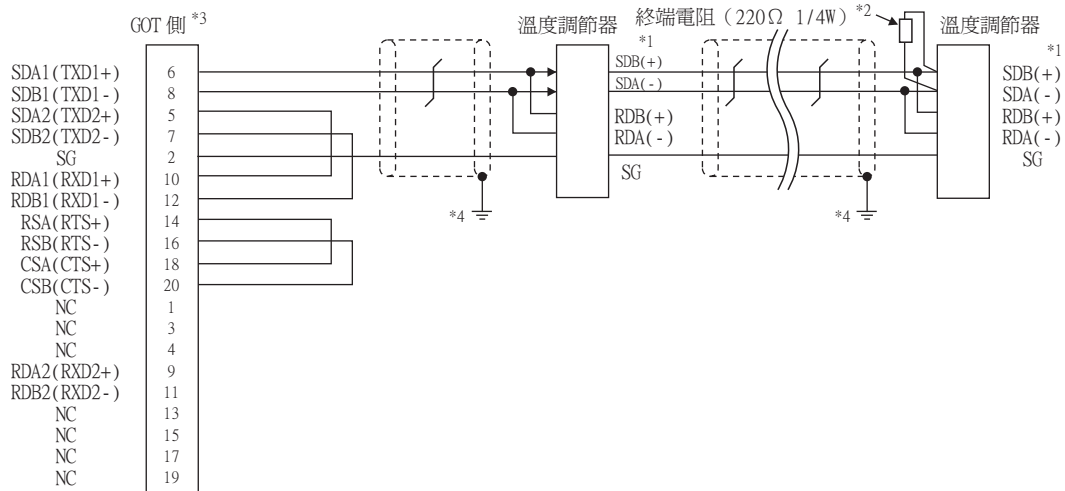 GOT 側 *3
溫度調節器
終端電阻（220Ω 1/4W）*2
溫度調節器
*1
*1
SDA1(TXD1+) 6
SDB1(TXD1-) 8
SDA2(TXD2+) 5
SDB2(TXD2-) 7
SG 2
RDA1(RXD1+) 10
RDB1(RXD1-) 12
RSA(RTS+) 14
RSB(RTS-) 16
CSA(CTS+) 18
CSB(CTS-) 20
NC 1
NC 3
NC 4
RDA2(RXD2+) 9
RDB2(RXD2-) 11
NC 13
NC 15
NC 17
NC 19
*4
SDB(+)
SDA(-)
RDB(+)
RDA(-)
SG
*4
SDB(+)
SDA(-)
RDB(+)
RDA(-)
SG